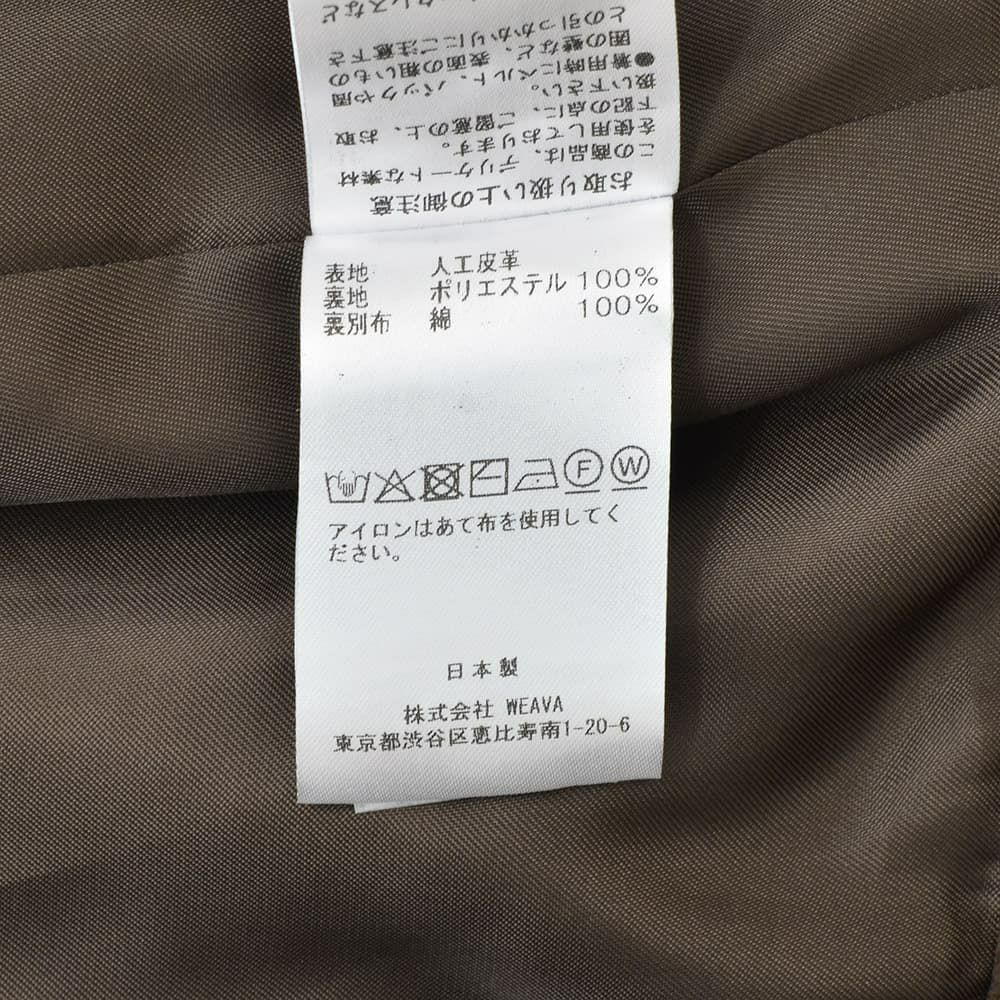 お取り扱い上の御注意
この商品は、デリケートな素材
を使用しております。
下記の点に、ご留意の上、お取
扱い下さい。
●着用時にベルト、バックや周
囲の壁など、表面の粗いもの
との引っかかりにご注意下さ
表地 人工皮革
裏地 ポリエステル 100%
裏別布 綿 100%
F W
アイロンはあて布を使用してく
ださい。
日本製
株式会社 WEAVA
東京都渋谷区恵比寿南1-20-6